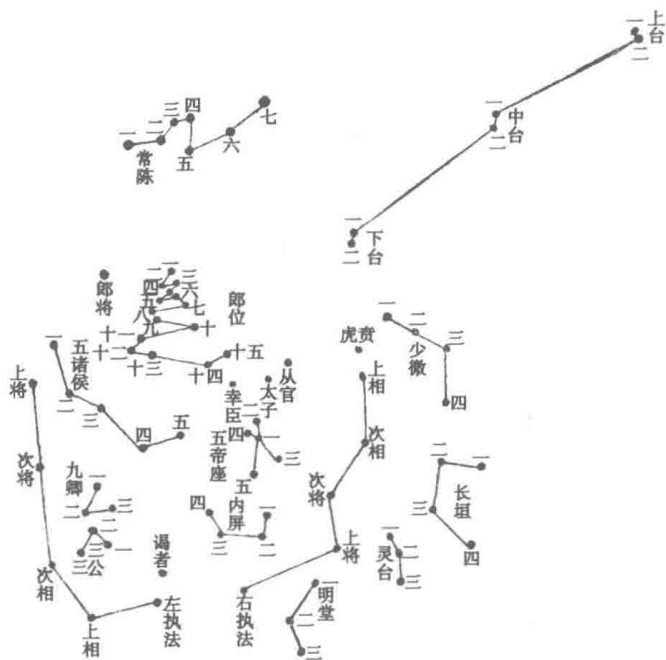 一
上台
二
一
中台
二
一
下台
二
一
二
三
四
五
六
七
常陈
郎将
一
二
三
四
五
六
七
八
九
十
十一
十二
十三
十四
十五
郎位
五诸侯
一
二
三
四
五
虎贲
从官
太子
幸臣
一
二
三
四
少微
五帝座
一
二
三
四
五
上将
次将
次相
上相
左执法
上相
次相
次将
上将
右执法
九卿
一
二
三
三公
一
二
三
谒者
内屏
一
二
三
四
长垣
一
二
三
四
灵台
一
二
三
明堂
一
二
三